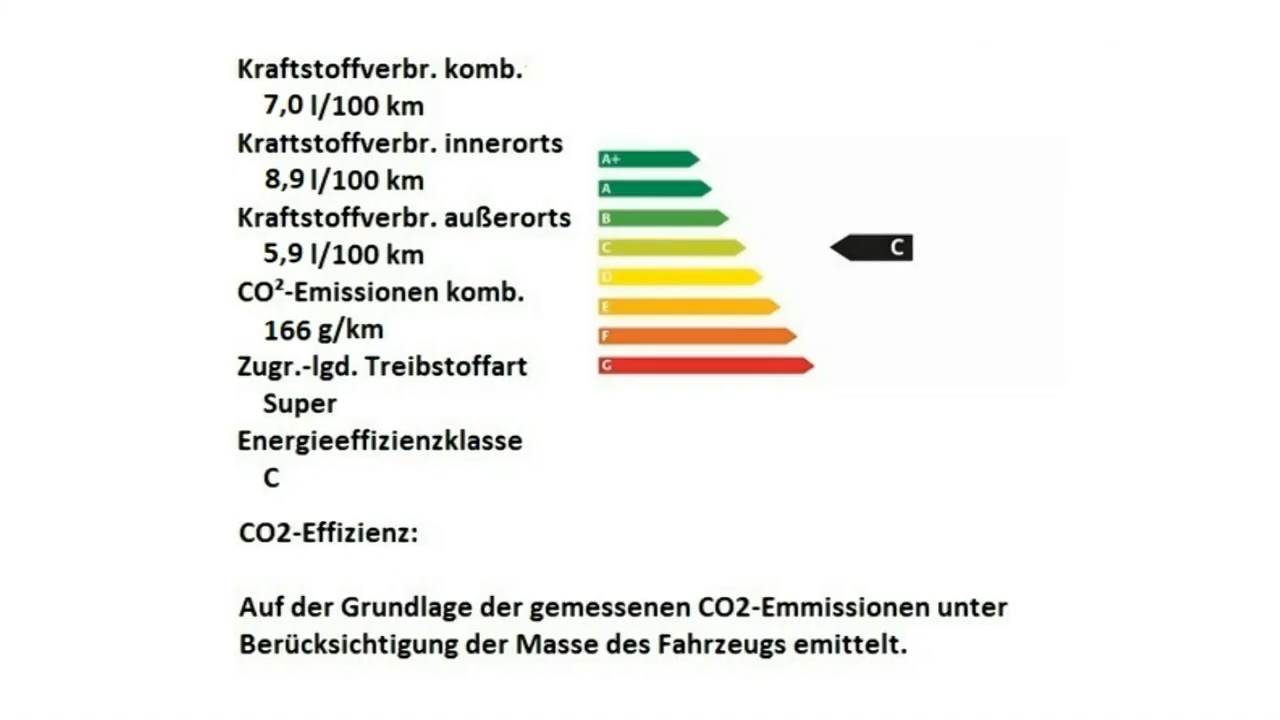 Kraftstoffverbr. komb.
7,0 l/100 km
Krattstoffverbr. innerorts
8,9 l/100 km
Kraftstoffverbr. außerorts
5,9 l/100 km
CO²-Emissionen komb.
166 g/km
Zugr.-lgd. Treibstoffart
Super
Energieeffizienzklasse
C
A+
A
B
C
D
E
F
G
C
CO2-Effizienz:
Auf der Grundlage der gemessenen CO2-Emmissionen unter
Berücksichtigung der Masse des Fahrzeugs emittelt.